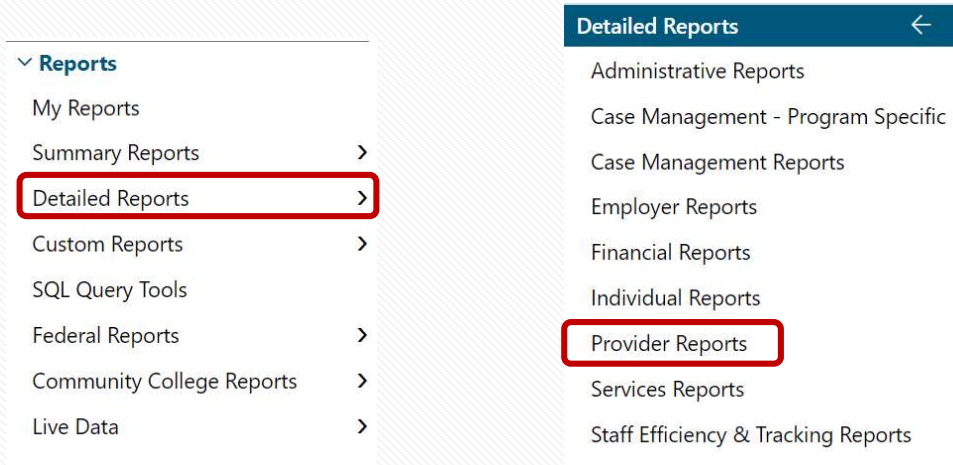 Reports
My Reports
Summary Reports
Detailed Reports
Custom Reports
SQL Query Tools
Federal Reports
Community College Reports
Live Data
Detailed Reports
Administrative Reports
Case Management - Program Specific
Case Management Reports
Employer Reports
Financial Reports
Individual Reports
Provider Reports
Services Reports
Staff Efficiency & Tracking Reports